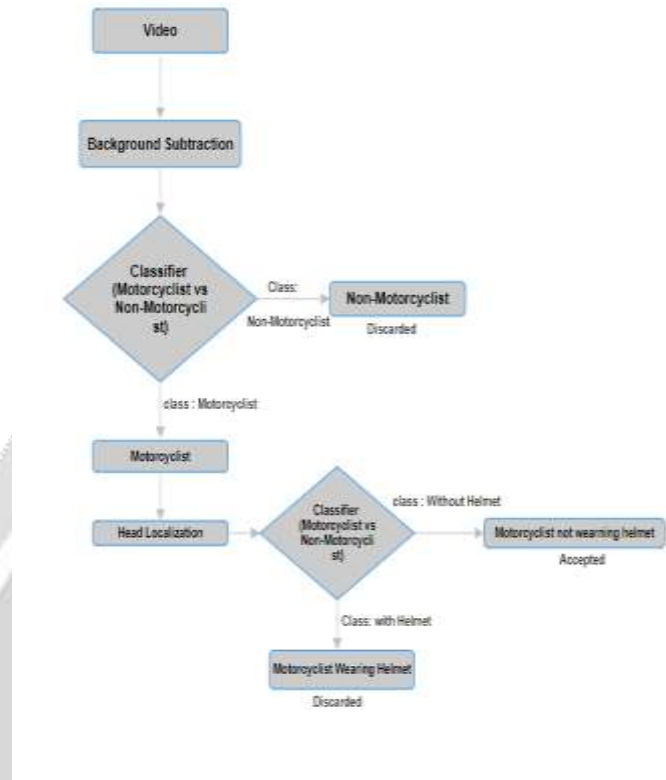 Video
Background Subtraction
Classifier
(Motorcyclist vs
Non-Motorcycli
st)
Class:
Non-Motorcyclist
Non-Motorcyclist
Discarded
class : Motorcyclist
Motorcyclist
Head Localization
Classifier
(Motorcyclist vs
Non-Motorcycli
st)
class : Without Helmet
Motorcyclist not wearning helmet
Accepted
Class: with Helmet
Motorcyclist Wearing Helmet
Discarded